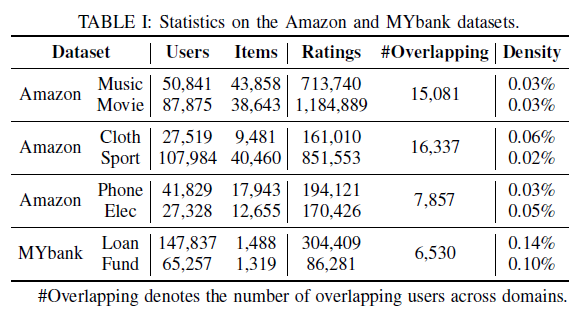 TABLE I: Statistics on the Amazon and MYbank datasets.
Dataset Users Items Ratings #Overlapping Density
Amazon Music 50,841 43,858 713,740 15,081 0.03%
Movie 87,875 38,643 1,184,889 0.03%
Amazon Cloth 27,519 9,481 161,010 16,337 0.06%
Sport 107,984 40,460 851,553 0.02%
Amazon Phone 41,829 17,943 194,121 7,857 0.03%
Elec 27,328 12,655 170,426 0.05%
MYbank Loan 147,837 1,488 304,409 6,530 0.14%
Fund 65,257 1,319 86,281 0.10%
#Overlapping denotes the number of overlapping users across domains.